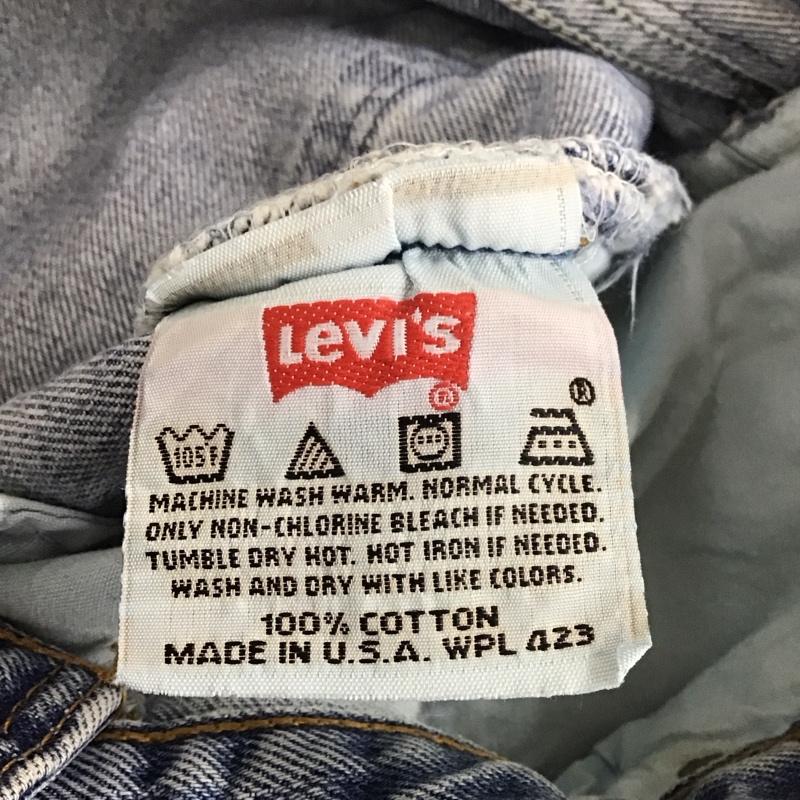 Levi's ®
105°F ®
MACHINE WASH WARM. NORMAL CYCLE.
ONLY NON-CHLORINE BLEACH IF NEEDED.
TUMBLE DRY HOT. HOT IRON IF NEEDED.
WASH AND DRY WITH LIKE COLORS.
100% COTTON
MADE IN U.S.A. WPL 423